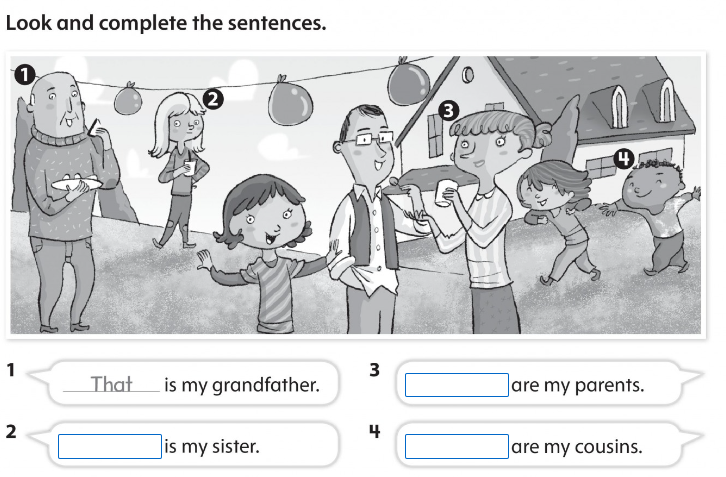 Look and complete the sentences.
1
2
3
4
1 That is my grandfather.
2 is my sister.
3 are my parents.
4 are my cousins.